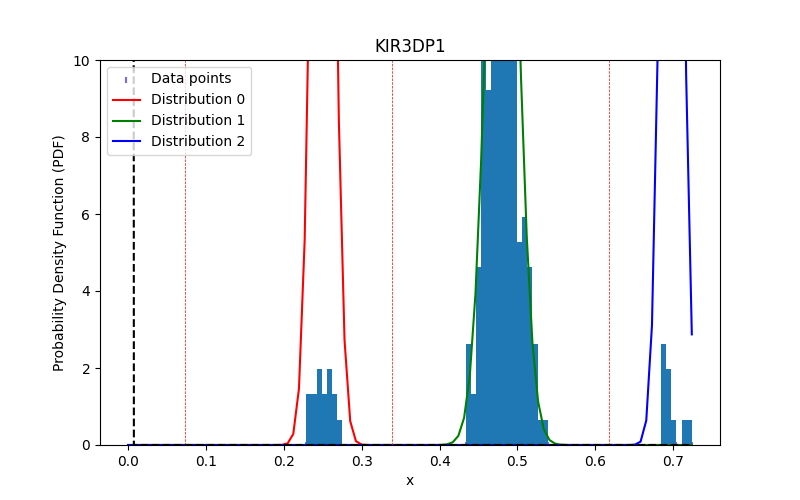 KIR3DP1
Data points
Distribution 0
Distribution 1
Distribution 2
Probability Density Function (PDF)
10
8
6
4
2
0
0.0 0.1 0.2 0.3 0.4 0.5 0.6 0.7
x